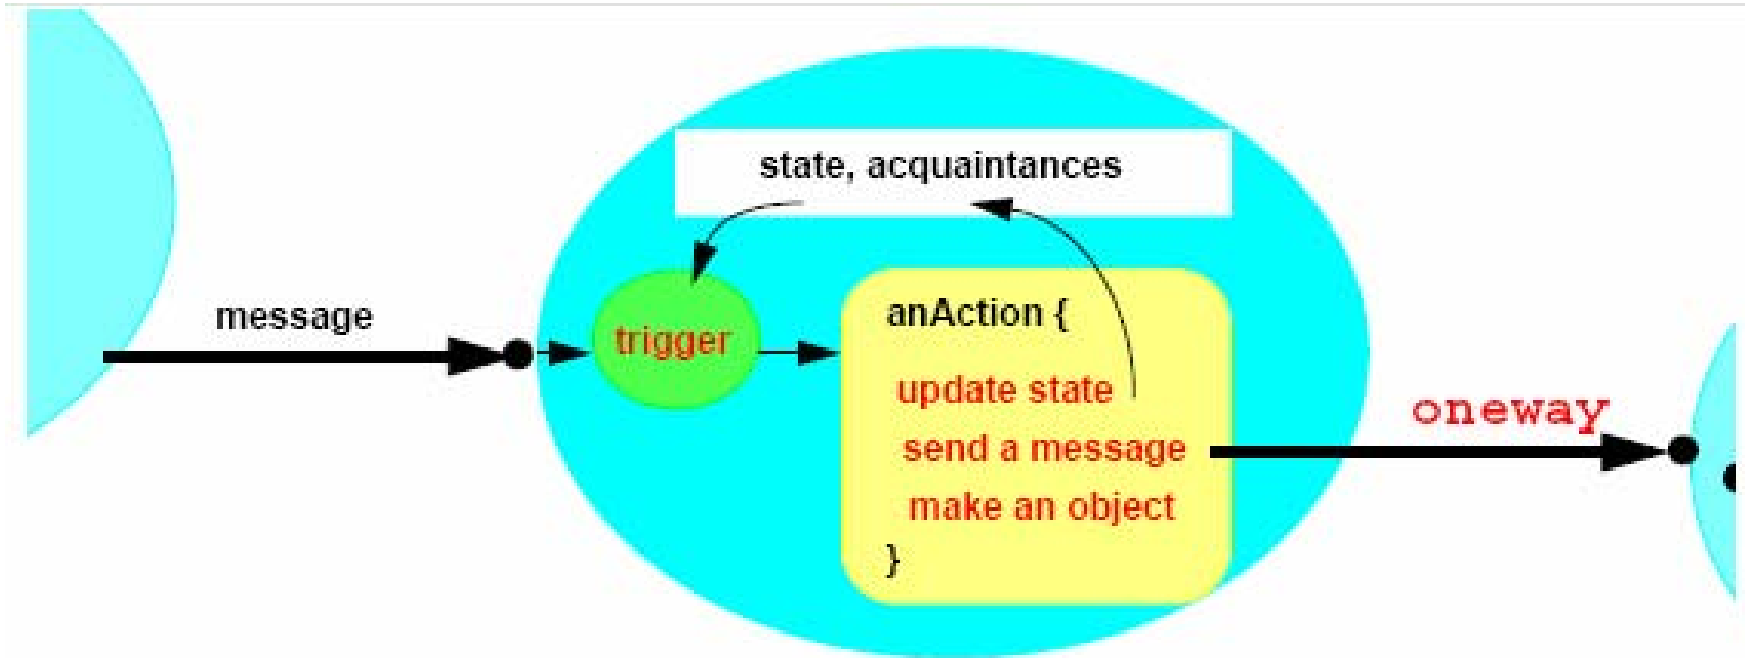 state, acquaintances
message
trigger
anAction {
update state
send a message
make an object
}
oneway